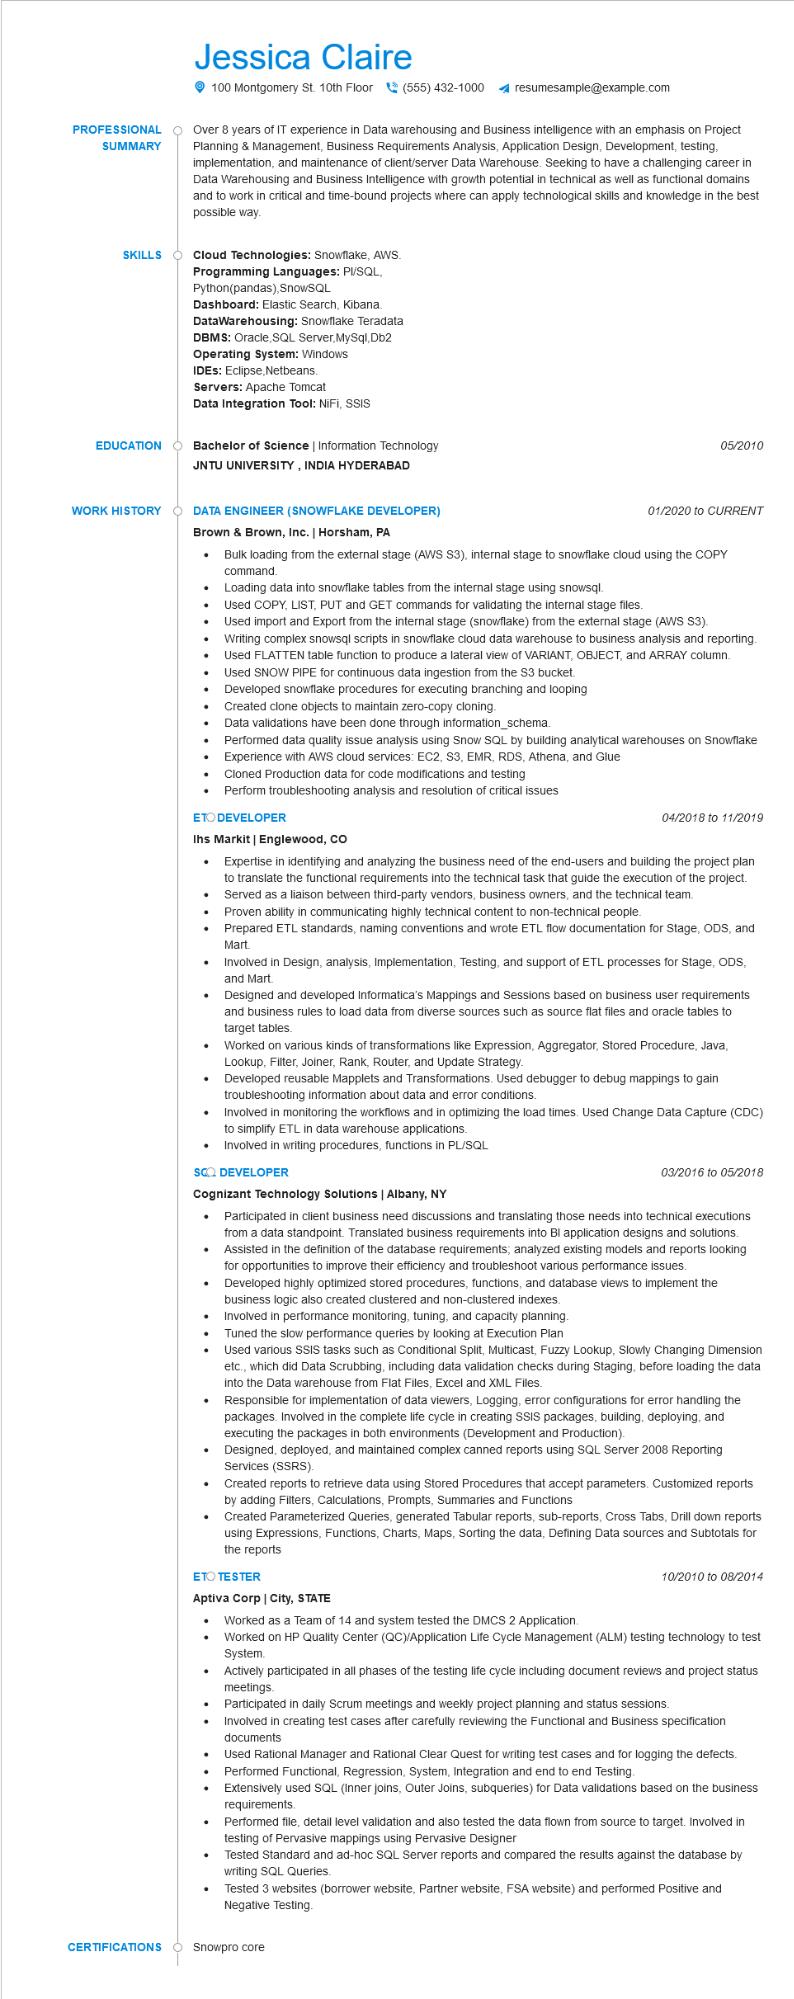 Jessica Claire
100 Montgomery St. 10th Floor (555) 432-1000 resumesample@example.com
PROFESSIONAL SUMMARY
Over 8 years of IT experience in Data warehousing and Business intelligence with an emphasis on Project
Planning & Management, Business Requirements Analysis, Application Design, Development, testing,
implementation, and maintenance of client/server Data Warehouse. Seeking to have a challenging career in
Data Warehousing and Business Intelligence with growth potential in technical as well as functional domains
and to work in critical and time-bound projects where can apply technological skills and knowledge in the best
possible way.
SKILLS
Cloud Technologies: Snowflake, AWS.
Programming Languages: Pl/SQL,
Python(pandas),SnowSQL
Dashboard: Elastic Search, Kibana.
DataWarehousing: Snowflake Teradata
DBMS: Oracle,SQL Server,MySql,Db2
Operating System: Windows
IDEs: Eclipse,Netbeans.
Servers: Apache Tomcat
Data Integration Tool: NiFi, SSIS
EDUCATION
Bachelor of Science | Information Technology 05/2010
JNTU UNIVERSITY , INDIA HYDERABAD
WORK HISTORY
DATA ENGINEER (SNOWFLAKE DEVELOPER) 01/2020 to CURRENT
Brown & Brown, Inc. | Horsham, PA
• Bulk loading from the external stage (AWS S3), internal stage to snowflake cloud using the COPY
command.
• Loading data into snowflake tables from the internal stage using snowsql.
• Used COPY, LIST, PUT and GET commands for validating the internal stage files.
• Used import and Export from the internal stage (snowflake) from the external stage (AWS S3).
• Writing complex snowsql scripts in snowflake cloud data warehouse to business analysis and reporting.
• Used FLATTEN table function to produce a lateral view of VARIANT, OBJECT, and ARRAY column.
• Used SNOW PIPE for continuous data ingestion from the S3 bucket.
• Developed snowflake procedures for executing branching and looping
• Created clone objects to maintain zero-copy cloning.
• Data validations have been done through information_schema.
• Performed data quality issue analysis using Snow SQL by building analytical warehouses on Snowflake
• Experience with AWS cloud services: EC2, S3, EMR, RDS, Athena, and Glue
• Cloned Production data for code modifications and testing
• Perform troubleshooting analysis and resolution of critical issues
ETL DEVELOPER 04/2018 to 11/2019
Ihs Markit | Englewood, CO
• Expertise in identifying and analyzing the business need of the end-users and building the project plan
to translate the functional requirements into the technical task that guide the execution of the project.
• Served as a liaison between third-party vendors, business owners, and the technical team.
• Proven ability in communicating highly technical content to non-technical people.
• Prepared ETL standards, naming conventions and wrote ETL flow documentation for Stage, ODS, and
Mart.
• Involved in Design, analysis, Implementation, Testing, and support of ETL processes for Stage, ODS,
and Mart.
• Designed and developed Informatica's Mappings and Sessions based on business user requirements
and business rules to load data from diverse sources such as source flat files and oracle tables to
target tables.
• Worked on various kinds of transformations like Expression, Aggregator, Stored Procedure, Java,
Lookup, Filter, Joiner, Rank, Router, and Update Strategy.
• Developed reusable Mapplets and Transformations. Used debugger to debug mappings to gain
troubleshooting information about data and error conditions.
• Involved in monitoring the workflows and in optimizing the load times. Used Change Data Capture (CDC)
to simplify ETL in data warehouse applications.
• Involved in writing procedures, functions in PL/SQL
SQL DEVELOPER 03/2016 to 05/2018
Cognizant Technology Solutions | Albany, NY
• Participated in client business need discussions and translating those needs into technical executions
from a data standpoint. Translated business requirements into BI application designs and solutions.
• Assisted in the definition of the database requirements; analyzed existing models and reports looking
for opportunities to improve their efficiency and troubleshoot various performance issues.
• Developed highly optimized stored procedures, functions, and database views to implement the
business logic also created clustered and non-clustered indexes.
• Involved in performance monitoring, tuning, and capacity planning.
• Tuned the slow performance queries by looking at Execution Plan
• Used various SSIS tasks such as Conditional Split, Multicast, Fuzzy Lookup, Slowly Changing Dimension
etc., which did Data Scrubbing, including data validation checks during Staging, before loading the data
into the Data warehouse from Flat Files, Excel and XML Files.
• Responsible for implementation of data viewers, Logging, error configurations for error handling the
packages. Involved in the complete life cycle in creating SSIS packages, building, deploying, and
executing the packages in both environments (Development and Production).
• Designed, deployed, and maintained complex canned reports using SQL Server 2008 Reporting
Services (SSRS).
• Created reports to retrieve data using Stored Procedures that accept parameters. Customized reports
by adding Filters, Calculations, Prompts, Summaries and Functions
• Created Parameterized Queries, generated Tabular reports, sub-reports, Cross Tabs, Drill down reports
using Expressions, Functions, Charts, Maps, Sorting the data, Defining Data sources and Subtotals for
the reports
ETL TESTER 10/2010 to 08/2014
Aptiva Corp | City, STATE
• Worked as a Team of 14 and system tested the DMCS 2 Application.
• Worked on HP Quality Center (QC)/Application Life Cycle Management (ALM) testing technology to test
System.
• Actively participated in all phases of the testing life cycle including document reviews and project status
meetings.
• Participated in daily Scrum meetings and weekly project planning and status sessions.
• Involved in creating test cases after carefully reviewing the Functional and Business specification
documents
• Used Rational Manager and Rational Clear Quest for writing test cases and for logging the defects.
• Performed Functional, Regression, System, Integration and end to end Testing.
• Extensively used SQL (Inner joins, Outer Joins, subqueries) for Data validations based on the business
requirements.
• Performed file, detail level validation and also tested the data flown from source to target. Involved in
testing of Pervasive mappings using Pervasive Designer
• Tested Standard and ad-hoc SQL Server reports and compared the results against the database by
writing SQL Queries.
• Tested 3 websites (borrower website, Partner website, FSA website) and performed Positive and
Negative Testing.
CERTIFICATIONS
Snowpro core